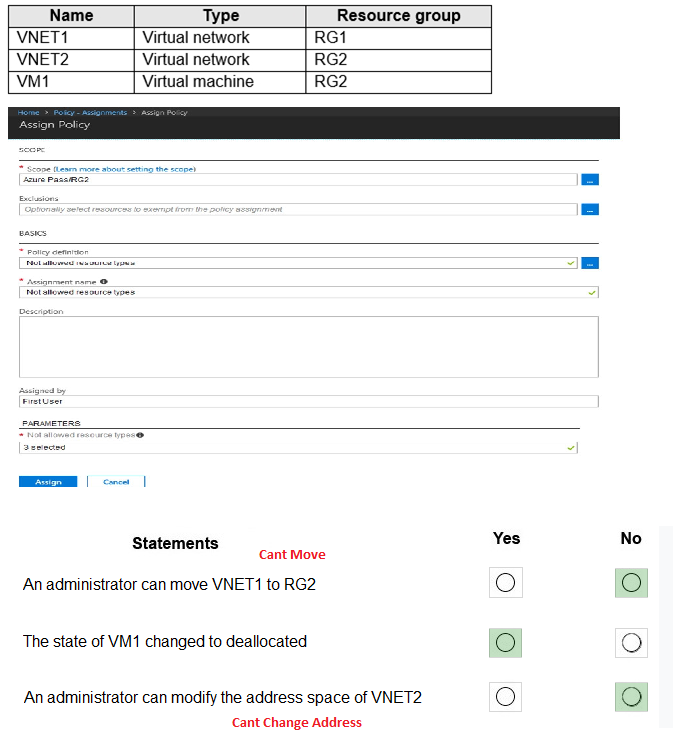 Name Type Resource group
VNET1 Virtual network RG1
VNET2 Virtual network RG2
VM1 Virtual machine RG2
Home > Policy - Assignments > Assign Policy
Assign Policy
SCOPE
* Scope (Learn more about setting the scope)
Azure Pass/RG2
...
Exclusions
Optionally select resources to exempt from the policy assignment
...
BASICS
* Policy definition
Not allowed resource types
...
* Assignment name
Not allowed resource types
Description
Assigned by
First User
PARAMETERS
* Not allowed resource types
3 selected
Assign Cancel
Statements Yes No
Cant Move
An administrator can move VNET1 to RG2
The state of VM1 changed to deallocated
An administrator can modify the address space of VNET2
Cant Change Address